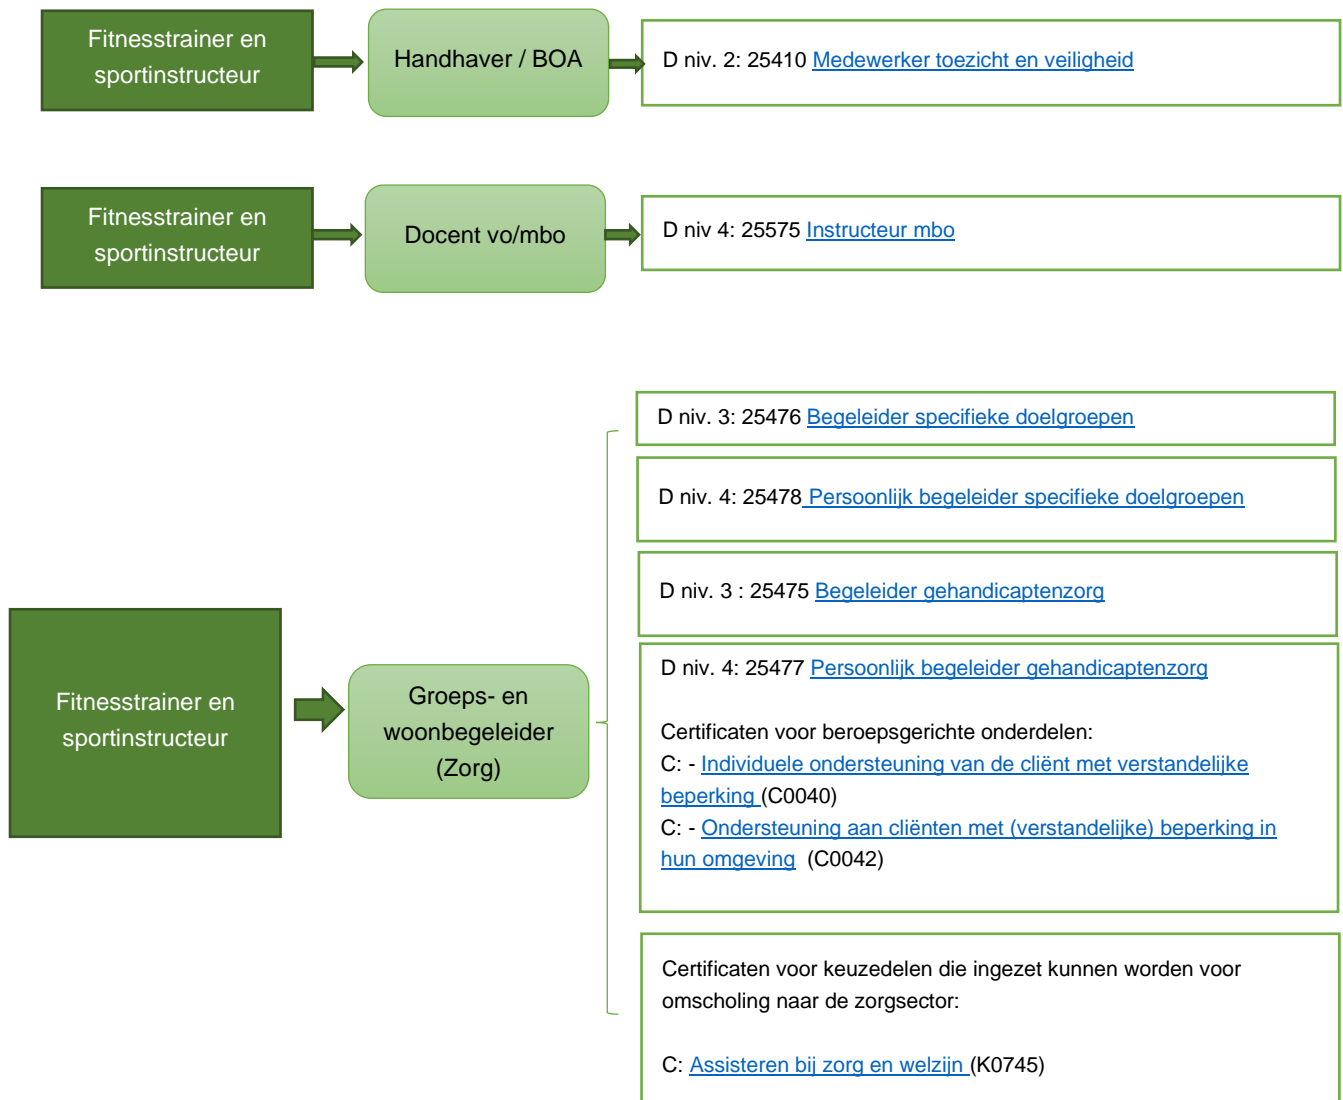 Fitnesstrainer en
sportinstructeur
Handhaver / BOA
D niv. 2: 25410 Medewerker toezicht en veiligheid
Fitnesstrainer en
sportinstructeur
Docent vo/mbo
D niv 4: 25575 Instructeur mbo
Fitnesstrainer en
sportinstructeur
Groeps- en
woonbegeleider
(Zorg)
D niv. 3: 25476 Begeleider specifieke doelgroepen
D niv. 4: 25478 Persoonlijk begeleider specifieke doelgroepen
D niv. 3 : 25475 Begeleider gehandicaptenzorg
D niv. 4: 25477 Persoonlijk begeleider gehandicaptenzorg
Certificaten voor beroepsgerichte onderdelen:
C: - Individuele ondersteuning van de cliënt met verstandelijke
beperking (C0040)
C: - Ondersteuning aan cliënten met (verstandelijke) beperking in
hun omgeving (C0042)
Certificaten voor keuzedelen die ingezet kunnen worden voor
omscholing naar de zorgsector:
C: Assisteren bij zorg en welzijn (K0745)